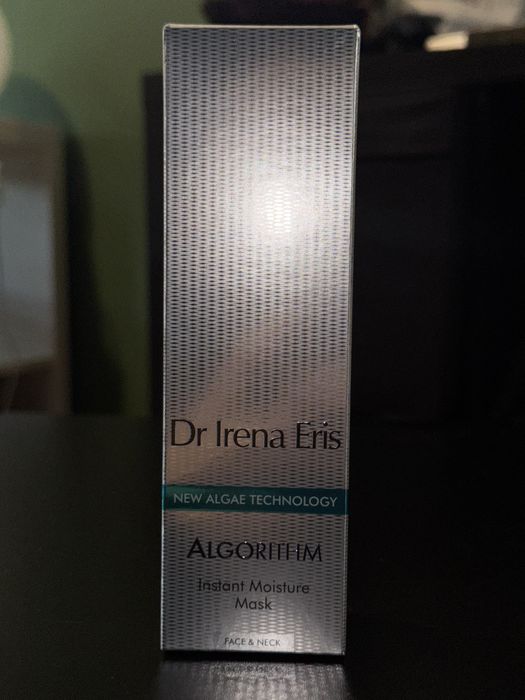 Dr Irena Eris
NEW ALGAE TECHNOLOGY
ALGORITHM
Instant Moisture
Mask
FACE & NECK